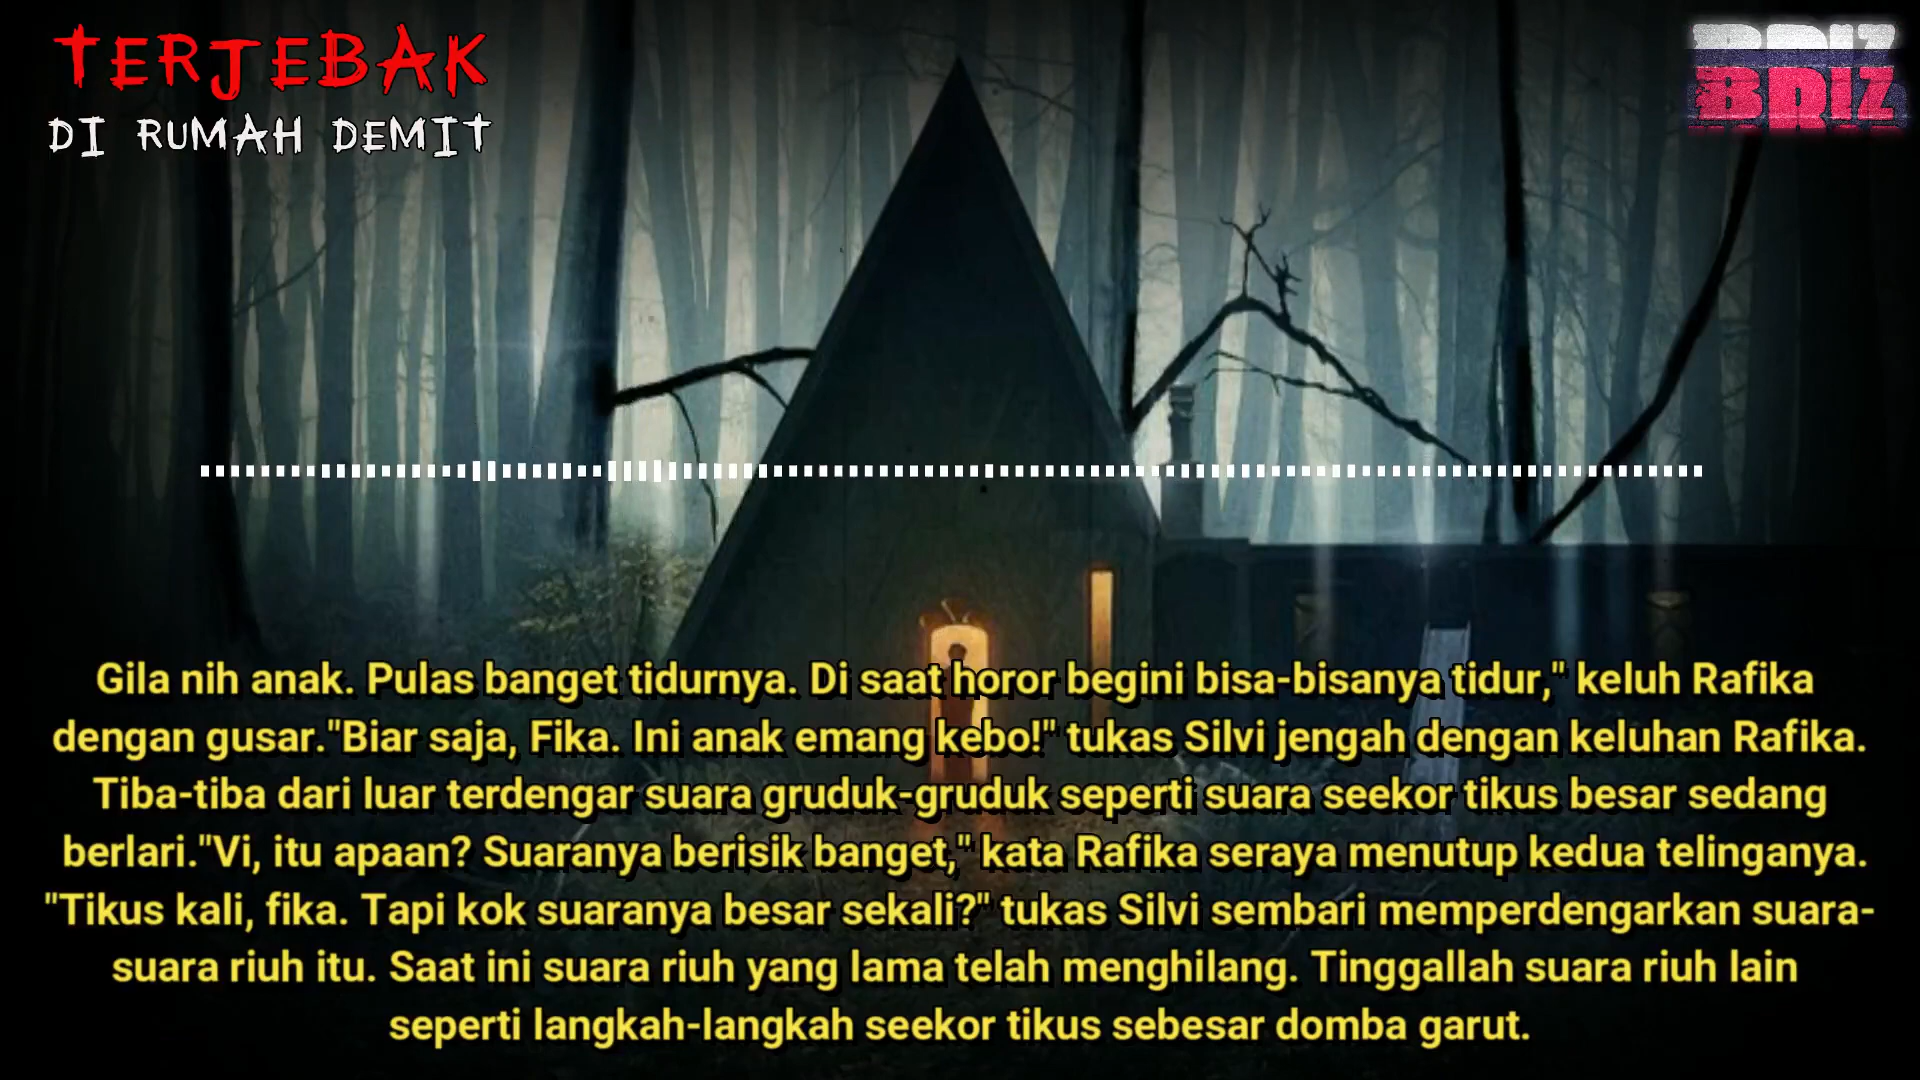 TERJEBAK
DI RUMAH DEMIT
BRIZ
BRIZ
Gila nih anak. Pulas banget tidurnya. Di saat horor begini bisa-bisanya tidur," keluh Rafika
dengan gusar."Biar saja, Fika. Ini anak emang kebo!" tukas Silvi jengah dengan keluhan Rafika.
Tiba-tiba dari luar terdengar suara gruduk-gruduk seperti suara seekor tikus besar sedang
berlari."Vi, itu apaan? Suaranya berisik banget," kata Rafika seraya menutup kedua telinganya.
"Tikus kali, fika. Tapi kok suaranya besar sekali?" tukas Silvi sembari memperdengarkan suara-
suara riuh itu. Saat ini suara riuh yang lama telah menghilang. Tinggallah suara riuh lain
seperti langkah-langkah seekor tikus sebesar domba garut.